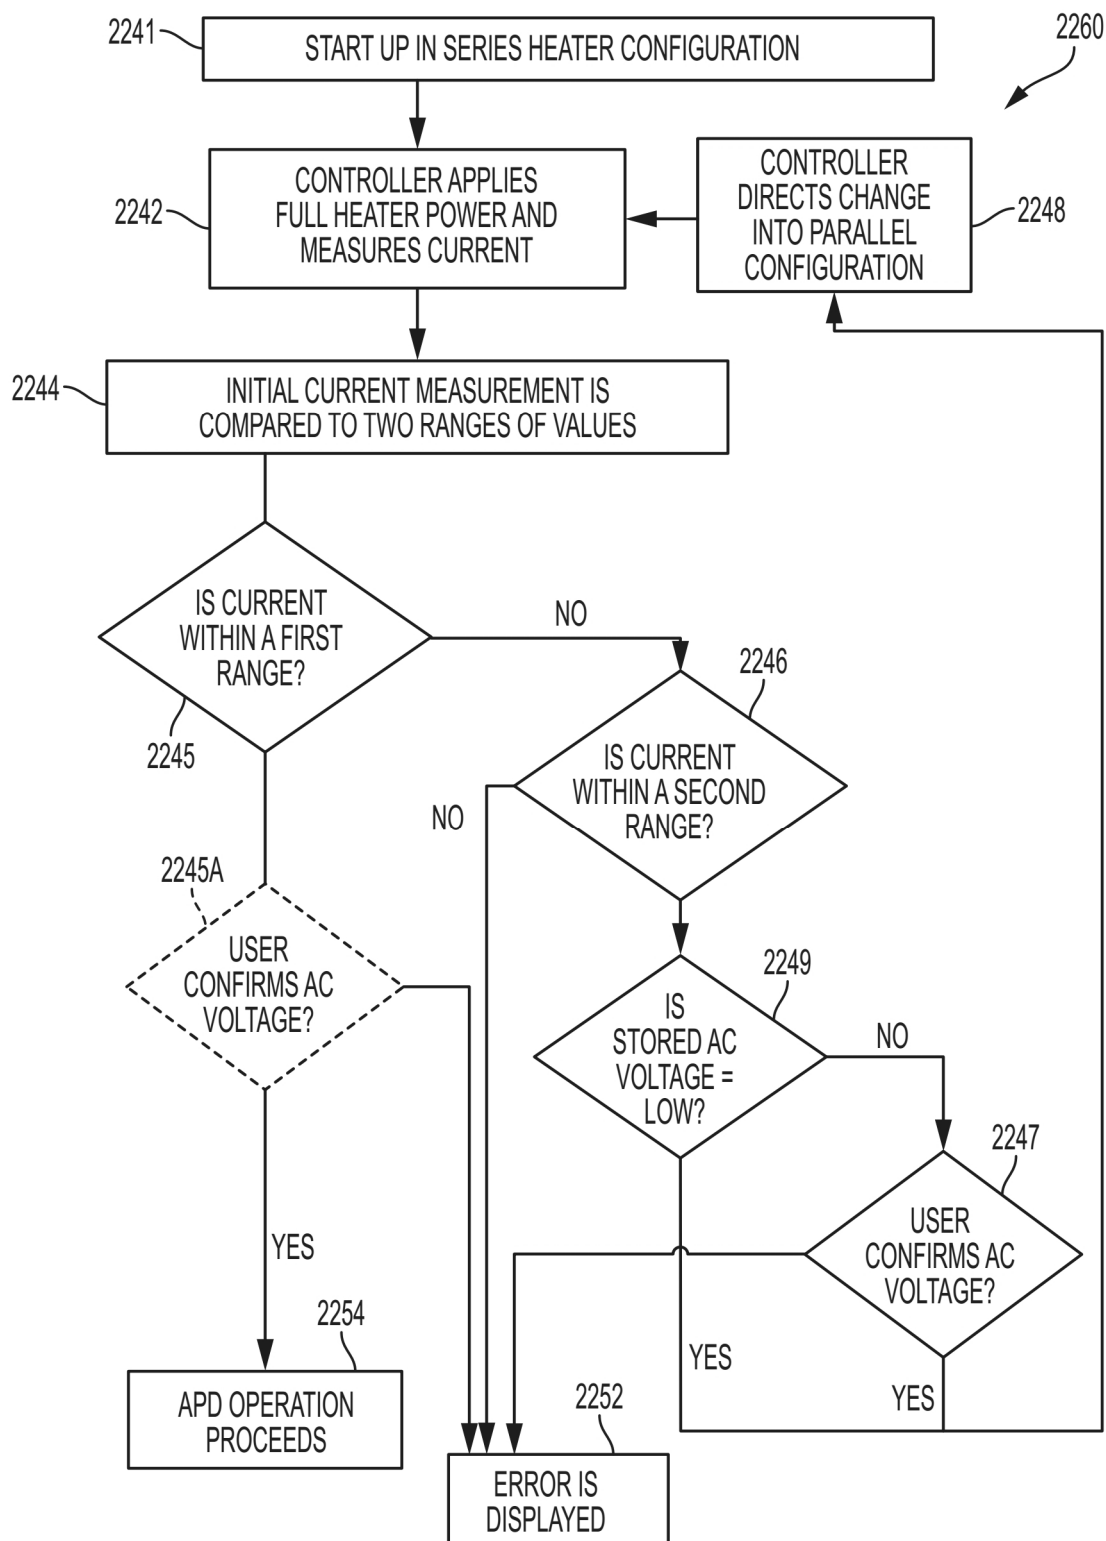 2241
START UP IN SERIES HEATER CONFIGURATION
2260
2242
CONTROLLER APPLIES
FULL HEATER POWER AND
MEASURES CURRENT
CONTROLLER
DIRECTS CHANGE
INTO PARALLEL
CONFIGURATION
2248
2244
INITIAL CURRENT MEASUREMENT IS
COMPARED TO TWO RANGES OF VALUES
IS CURRENT
WITHIN A FIRST
RANGE?
2245
NO
2246
IS CURRENT
WITHIN A SECOND
RANGE?
NO
2245A
USER
CONFIRMS AC
VOLTAGE?
2249
IS
STORED AC
VOLTAGE =
LOW?
NO
2247
USER
CONFIRMS AC
VOLTAGE?
YES
YES
YES
2254
APD OPERATION
PROCEEDS
2252
ERROR IS
DISPLAYED